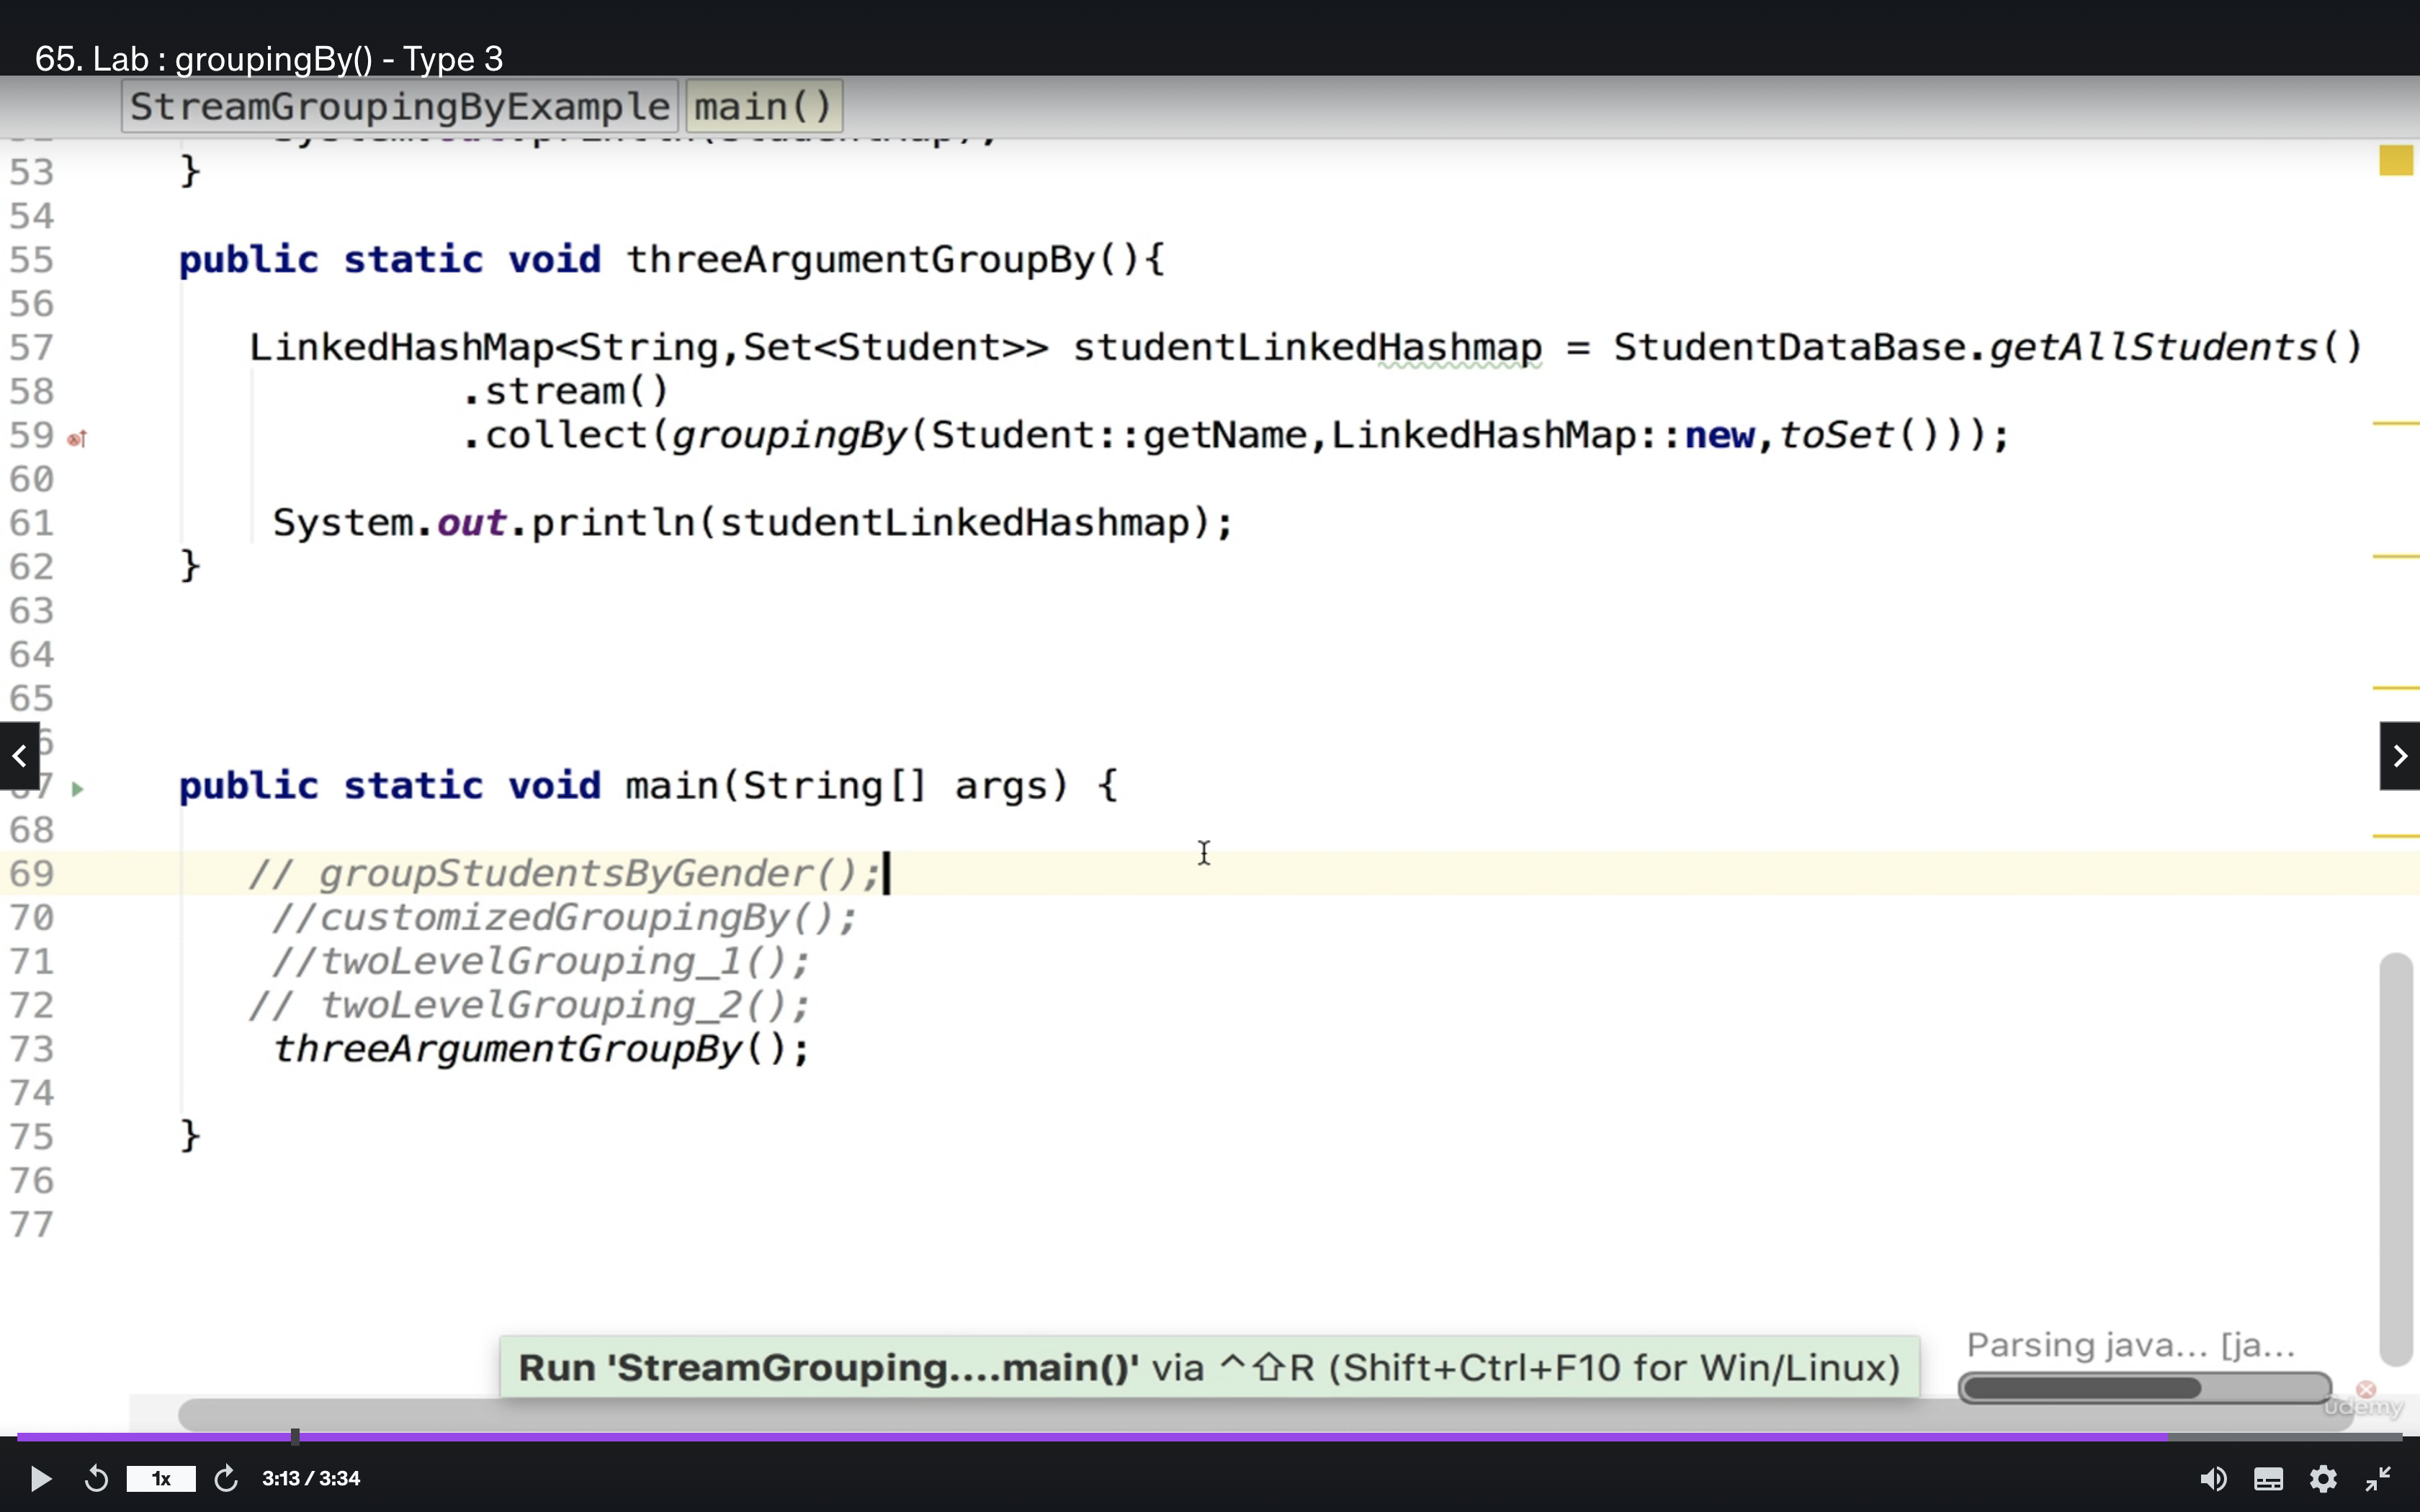 65. Lab : groupingBy() - Type 3
StreamGroupingByExample main()
53 }
54
55 public static void threeArgumentGroupBy(){
56
57 LinkedHashMap<String,Set<Student>> studentLinkedHashmap = StudentDataBase.getAllStudents()
58 .stream()
59 .collect(groupingBy(Student::getName,LinkedHashMap::new,toSet()));
60
61 System.out.println(studentLinkedHashmap);
62 }
63
64
65
6
7 public static void main(String[] args) {
68
69 // groupStudentsByGender();
70 //customizedGroupingBy();
71 //twoLevelGrouping_1();
72 // twoLevelGrouping_2();
73 threeArgumentGroupBy();
74
75 }
76
77
Run 'StreamGrouping....main()' via ^⇧R (Shift+Ctrl+F10 for Win/Linux)
Parsing java... [ja...
udemy
1x 3:13 / 3:34